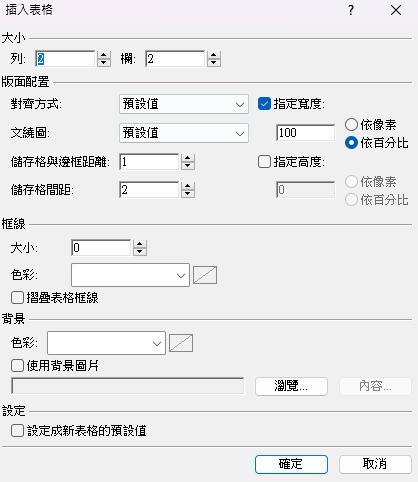 插入表格 ?
大小
列: 2 欄: 2
版面配置
對齊方式: 預設值 指定寬度:
文繞圖: 預設值 100 依像素
依百分比
儲存格與邊框距離: 1 指定高度:
儲存格間距: 2 0 依像素
依百分比
框線
大小: 0
色彩:
摺疊表格框線
背景
色彩:
使用背景圖片
瀏覽... 內容...
設定
設定成新表格的預設值
確定 取消